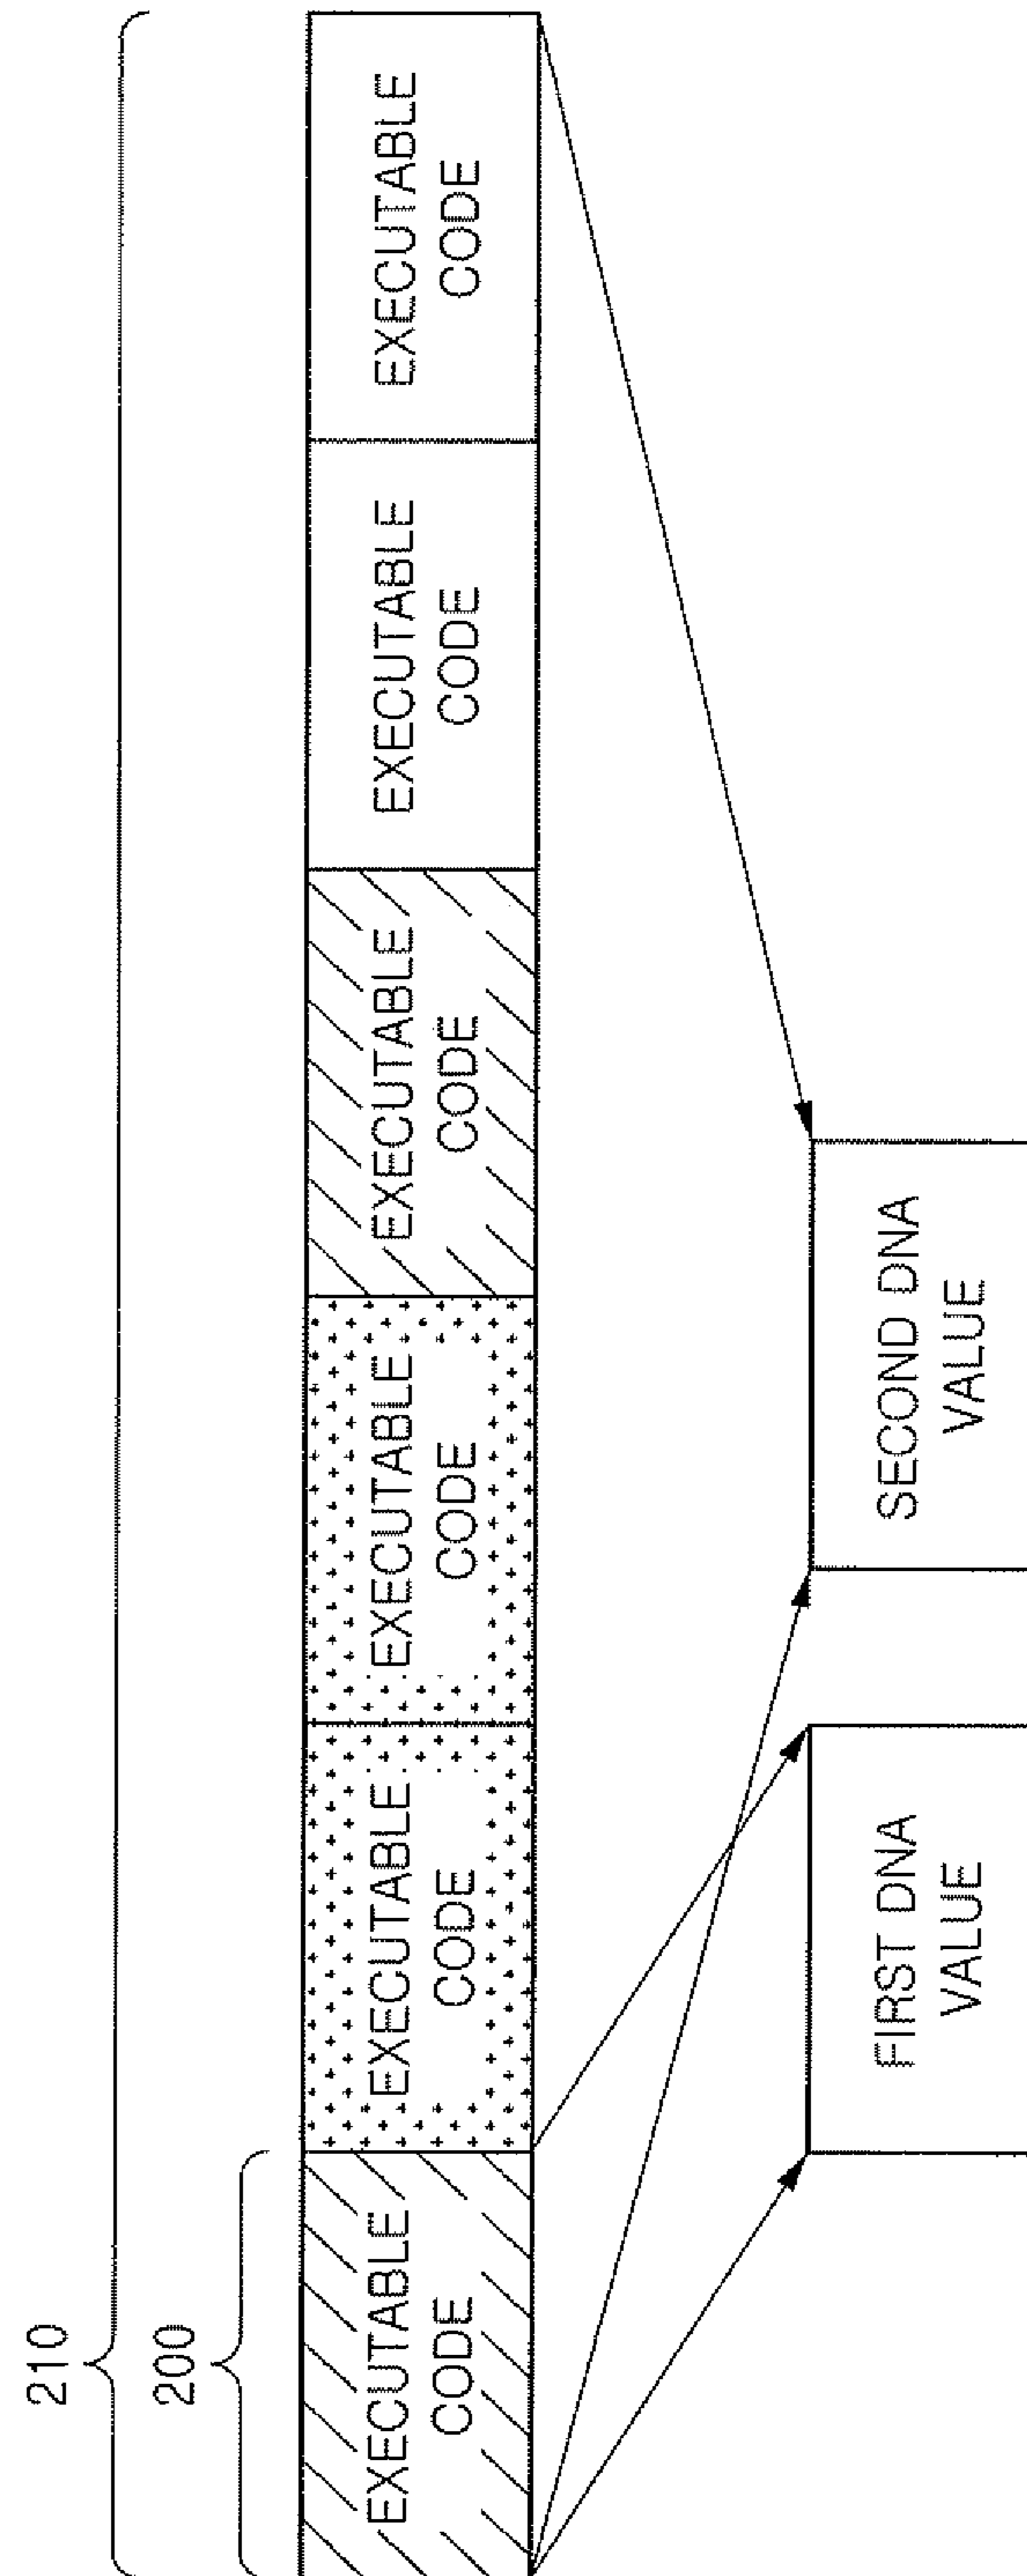 210
200
EXECUTABLE
CODE
EXECUTABLE
CODE
EXECUTABLE
CODE
EXECUTABLE
CODE
EXECUTABLE
CODE
EXECUTABLE
CODE
FIRST DNA
VALUE
SECOND DNA
VALUE